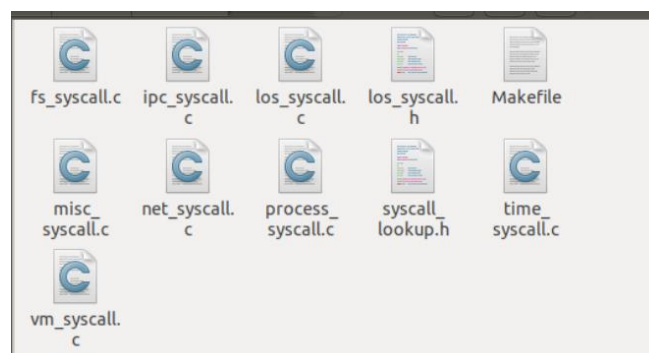 fs_syscall.c ipc_syscall. los_syscall. los_syscall. Makefile
c c h
misc_ net_syscall. process_ syscall_ time_
syscall.c c syscall.c lookup.h syscall.c
vm_syscall.
c